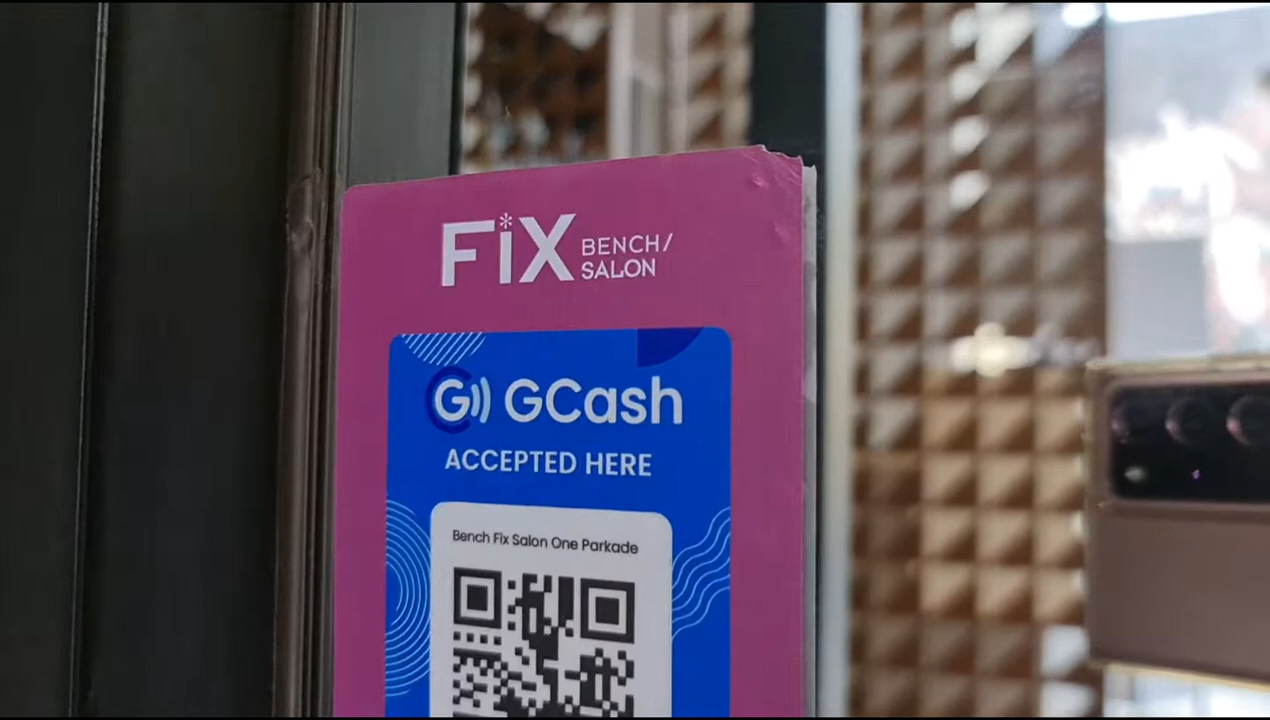 FiX BENCH/
SALON
G GCash
ACCEPTED HERE
Bench Fix Salon One Parkade